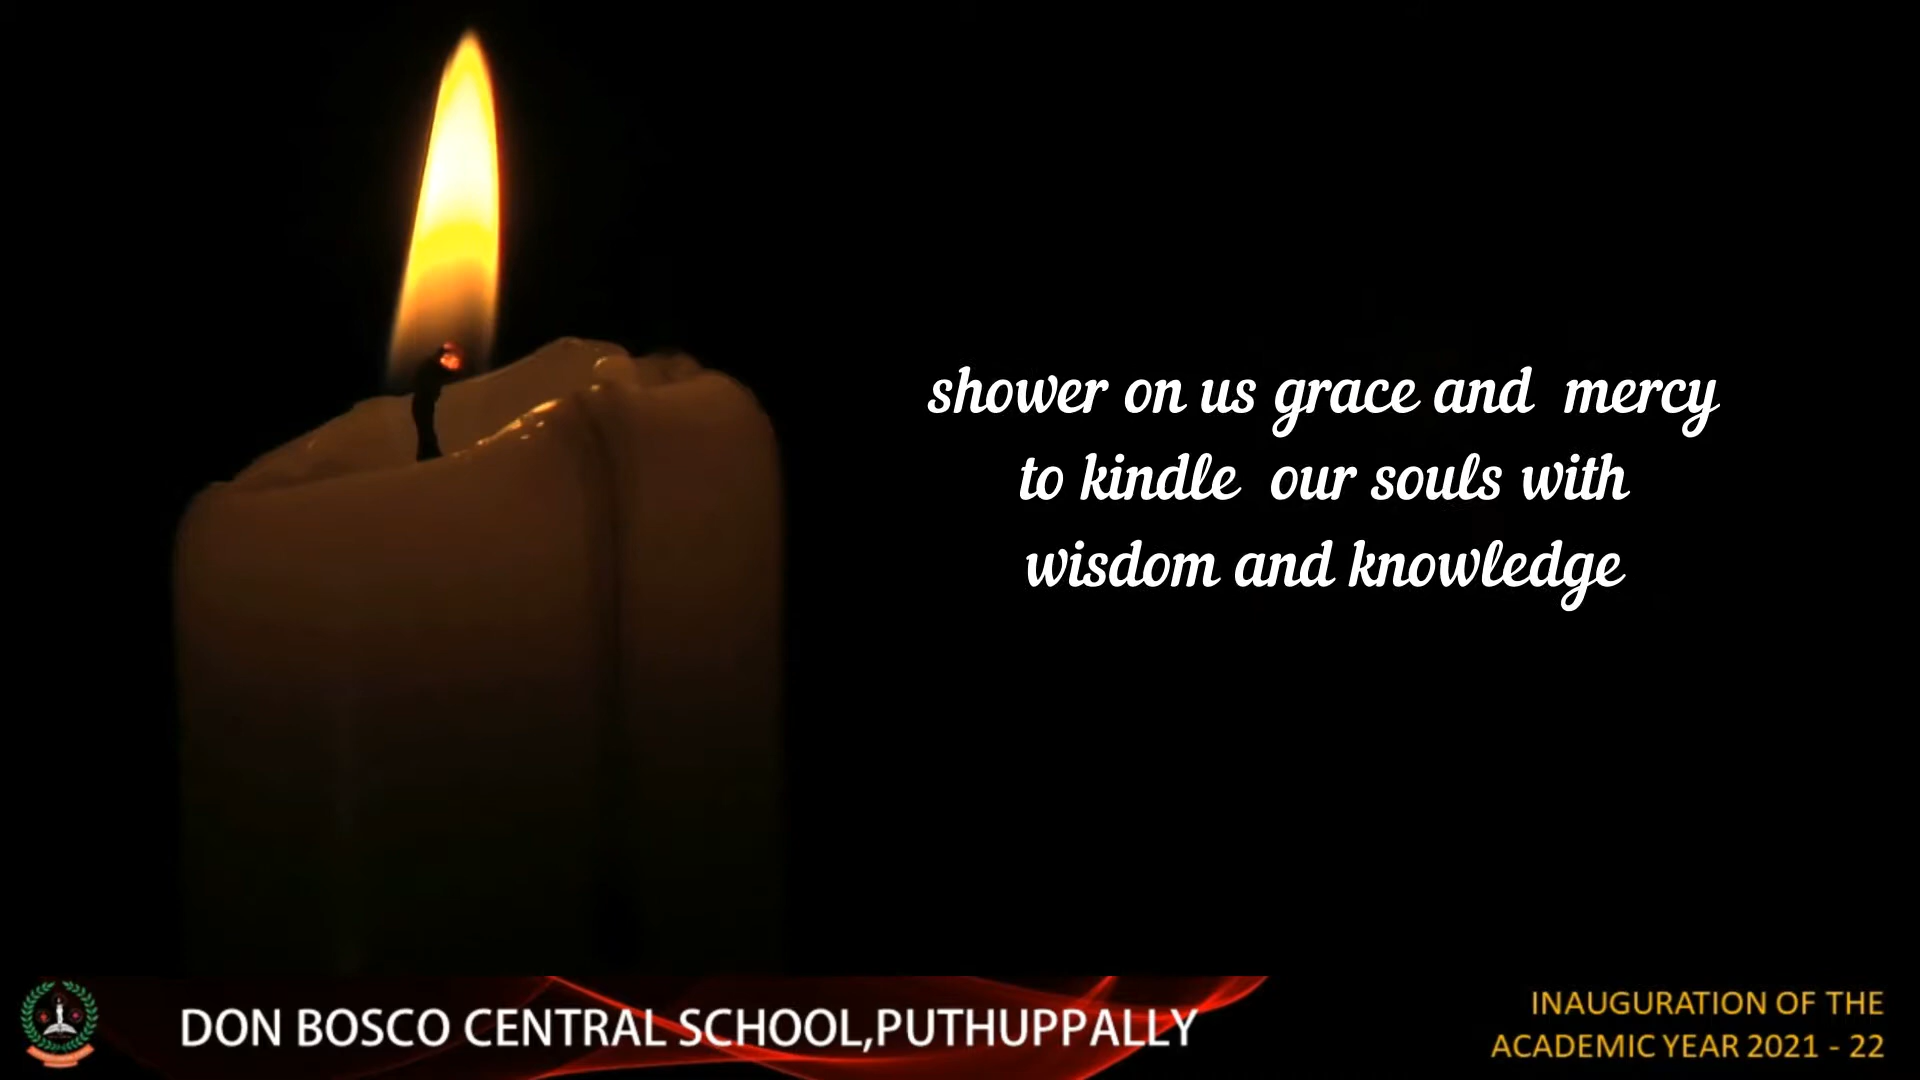 shower on us grace and mercy
to kindle our souls with
wisdom and knowledge
DON BOSCO CENTRAL SCHOOL,PUTHUPPALLY
INAUGURATION OF THE
ACADEMIC YEAR 2021 - 22